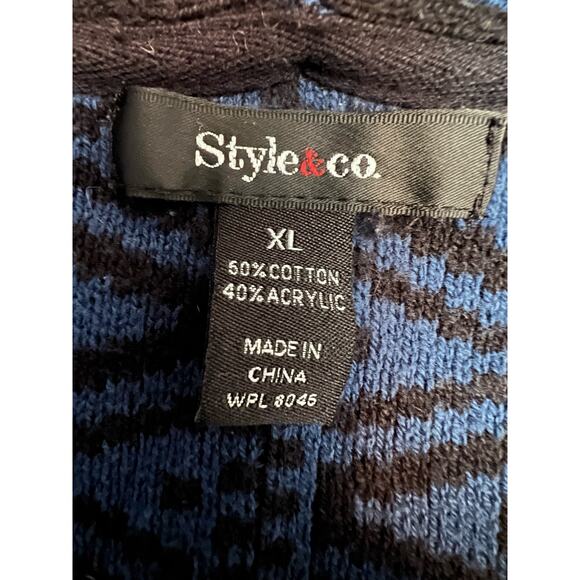 Style&co.
XL
60% COTTON
40% ACRYLIC
MADE IN
CHINA
WPL 8046